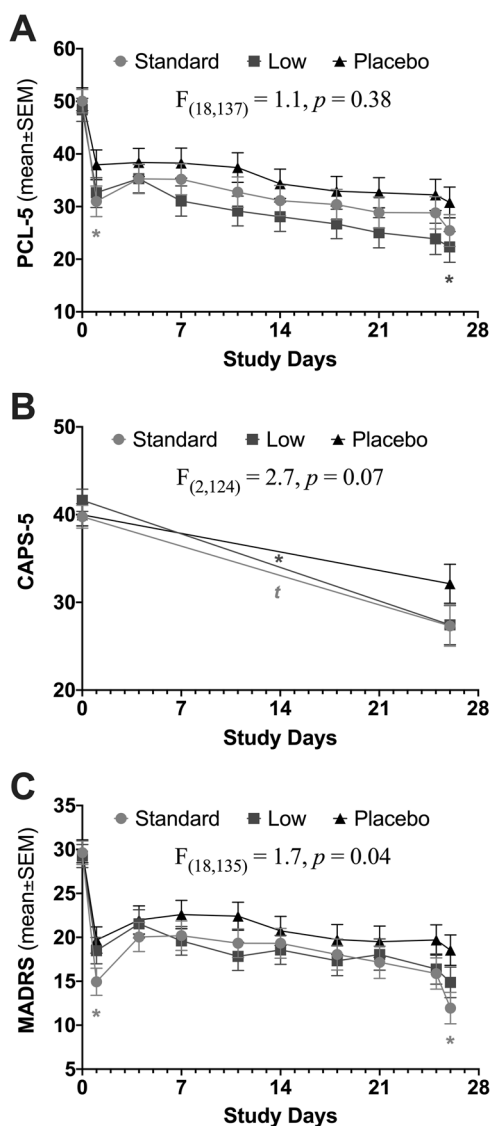 A
60
Standard Low Placebo
F(18,137) = 1.1, p = 0.38
50
40
30
20
10
PCL-5 (mean±SEM)
*
*
0 7 14 21 28
Study Days
B
50
Standard Low Placebo
F(2,124) = 2.7, p = 0.07
40
30
20
CAPS-5
*
t
0 7 14 21 28
Study Days
C
35
Standard Low Placebo
F(18,135) = 1.7, p = 0.04
30
25
20
15
10
5
MADRS (mean±SEM)
*
*
0 7 14 21 28
Study Days